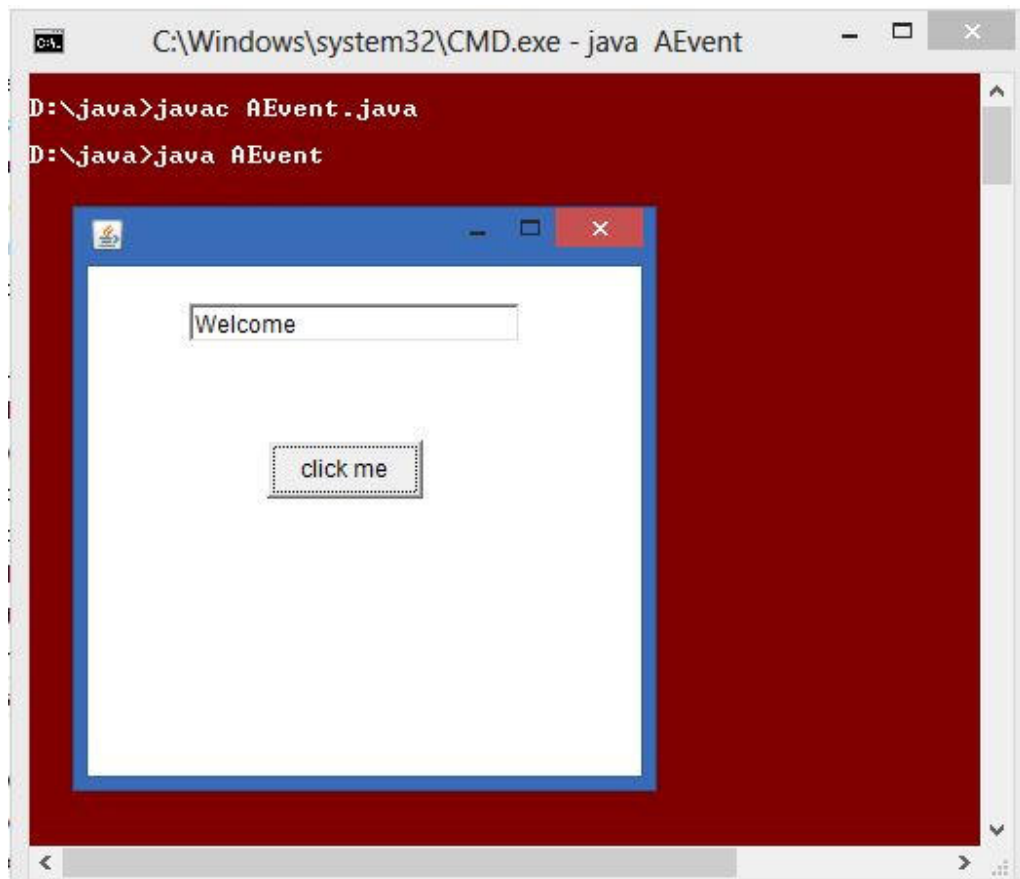 C:\Windows\system32\CMD.exe - java  AEvent
D:\java>javac AEvent.java
D:\java>java AEvent
Welcome
click me